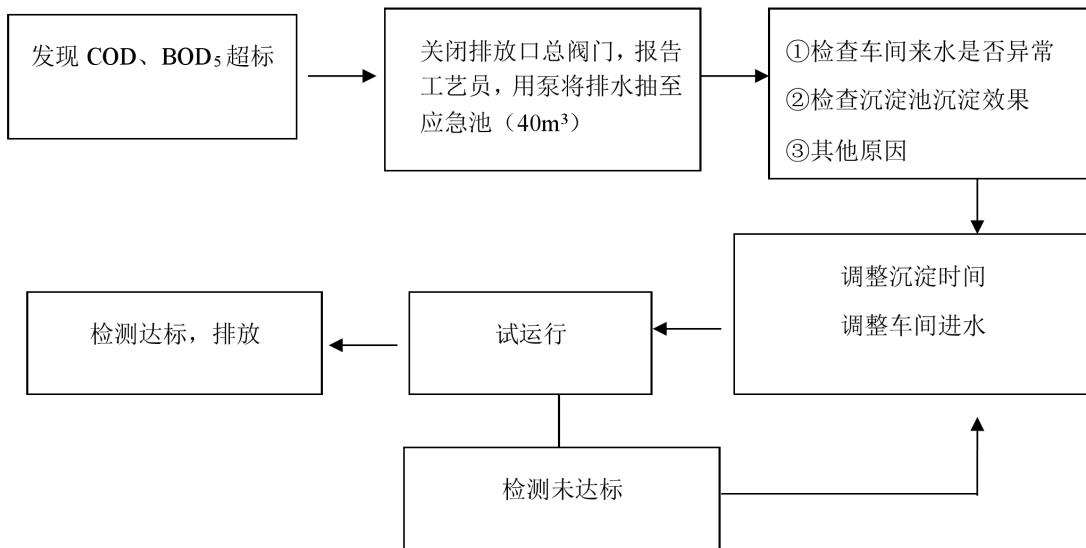 发现 COD、BOD₅超标
关闭排放口总阀门，报告
工艺员，用泵将排水抽至
应急池（40m³）
①检查车间来水是否异常
②检查沉淀池沉淀效果
③其他原因
调整沉淀时间
调整车间进水
试运行
检测达标，排放
检测未达标